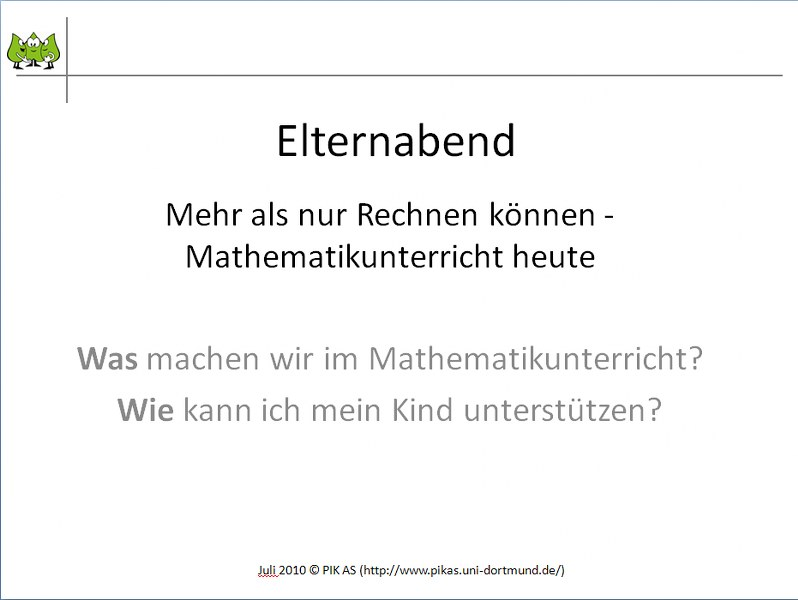 Elternabend
Mehr als nur Rechnen können -
Mathematikunterricht heute
Was machen wir im Mathematikunterricht?
Wie kann ich mein Kind unterstützen?
Juli 2010 © PIK AS (http://www.pikas.uni-dortmund.de/)